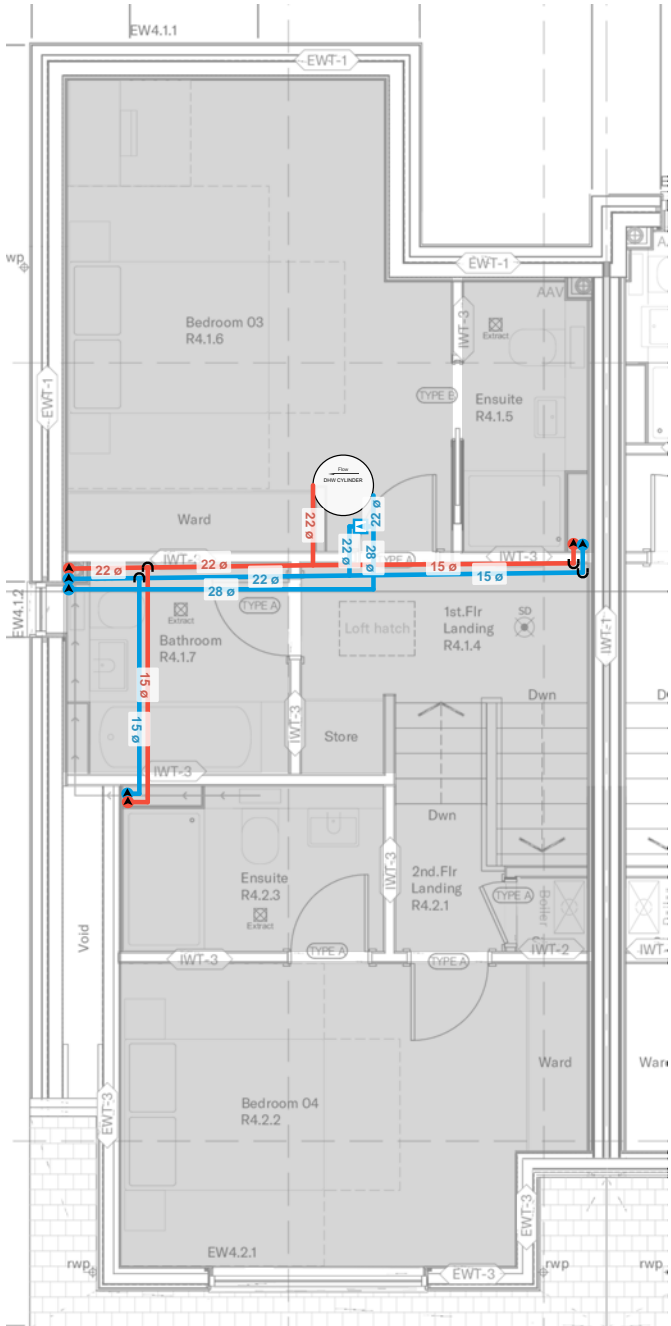 EW4.1.1
EWT-1
EWT-1
rwp
AAV
IWT-3
Extract
Bedroom 03
R4.1.6
EWT-1
TYPE B
Ensuite
R4.1.5
Flow
DHW CYLINDER
22 ø
22 ø
22 ø
28 ø
Ward
IWT-3
22 ø
22 ø
15 ø
22 ø
15 ø
28 ø
EW4.1.2
Extract
TYPE A
Bathroom
R4.1.7
Loft hatch
1st.Flr
Landing
R4.1.4
SD
IWT-1
15 ø
15 ø
IWT-3
Store
Dwn
IWT-3
Dwn
Ensuite
R4.2.3
Extract
IWT-3
2nd.Flr
Landing
R4.2.1
TYPE A
Boiler
Void
IWT-3
TYPE A
TYPE A
IWT-2
Ward
Bedroom 04
R4.2.2
EWT-3
EW4.2.1
EWT-3
EWT-3
rwp
rwp
rwp